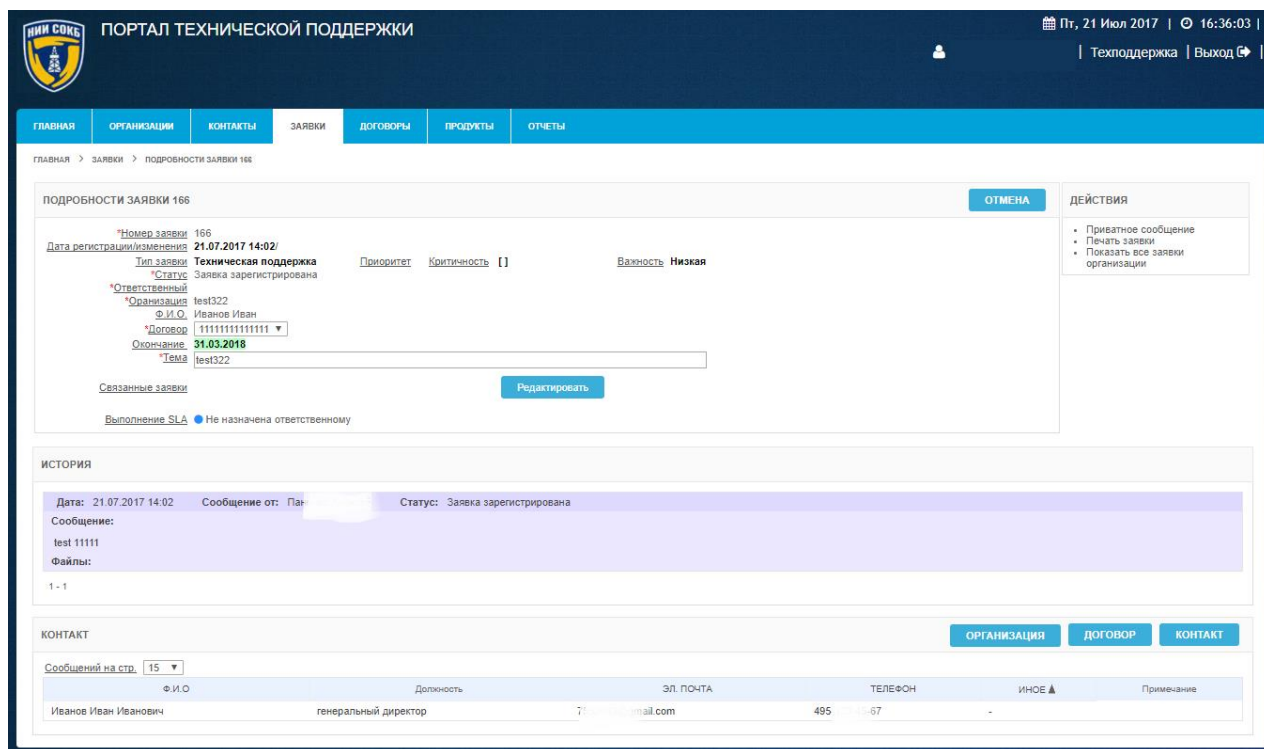 НИИ СОКБ
ПОРТАЛ ТЕХНИЧЕСКОЙ ПОДДЕРЖКИ
Пт, 21 Июл 2017 | 16:36:03 |
| Техподдержка | Выход |
ГЛАВНАЯ ОРГАНИЗАЦИИ КОНТАКТЫ ЗАЯВКИ ДОГОВОРЫ ПРОДУКТЫ ОТЧЕТЫ
ГЛАВНАЯ > ЗАЯВКИ > ПОДРОБНОСТИ ЗАЯВКИ 166
ПОДРОБНОСТИ ЗАЯВКИ 166 ОТМЕНА
*Номер заявки 166
Дата регистрации/изменения 21.07.2017 14:02/
Тип заявки Техническая поддержка Приоритет Критичность [ ] Важность Низкая
*Статус Заявка зарегистрирована
*Ответственный
*Оранизация test322
Ф.И.О. Иванов Иван
*Договор 11111111111111
Окончание 31.03.2018
*Тема test322
Связанные заявки Редактировать
Выполнение SLA Не назначена ответственному
ДЕЙСТВИЯ
Приватное сообщение
Печать заявки
Показать все заявки
организации
ИСТОРИЯ
Дата: 21.07.2017 14:02 Сообщение от: Статус: Заявка зарегистрирована
Сообщение:
test 11111
Файлы:
1 - 1
КОНТАКТ ОРГАНИЗАЦИЯ ДОГОВОР КОНТАКТ
Сообщений на стр. 15
Ф.И.О Должность ЭЛ. ПОЧТА ТЕЛЕФОН ИНОЕ Примечание
Иванов Иван Иванович генеральный директор mail.com 495 -67 -